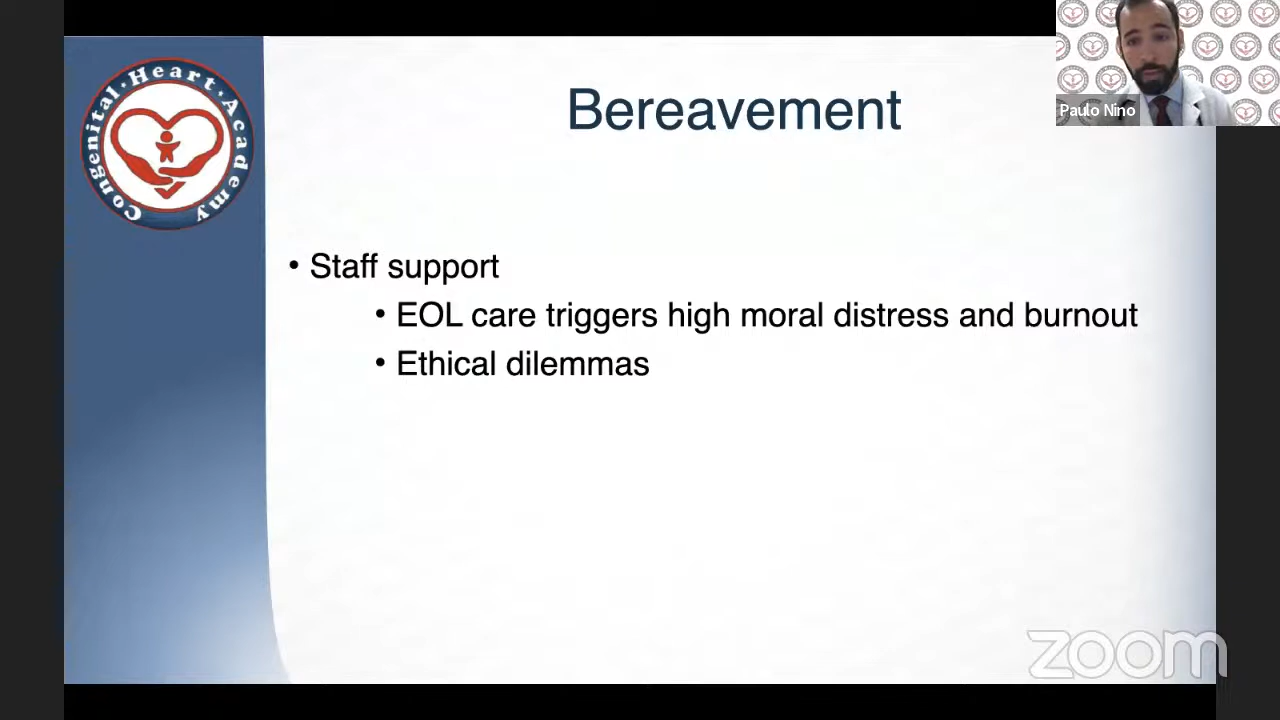 Congenital·Heart·Academy
Bereavement
Paulo Nino
• Staff support
• EOL care triggers high moral distress and burnout
• Ethical dilemmas
zoom